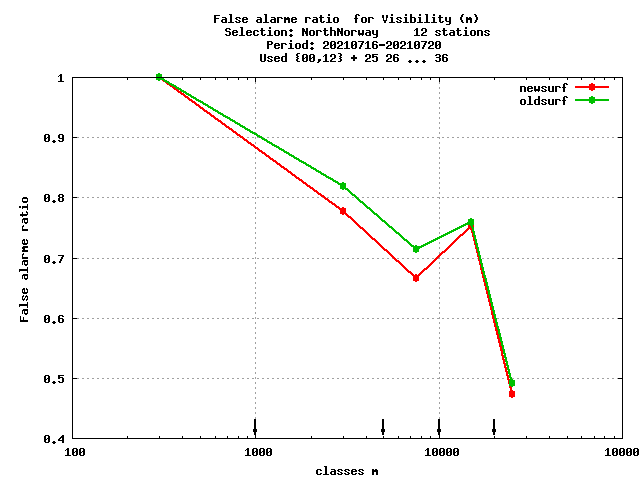 False alarme ratio  for Visibility (m)
Selection: NorthNorway     12 stations
Period: 20210716-20210720
Used {00,12} + 25 26 ... 36
newsurf
oldsurf
1
0.9
0.8
0.7
0.6
0.5
0.4
False alarme ratio
100 1000 10000 10000
classes m